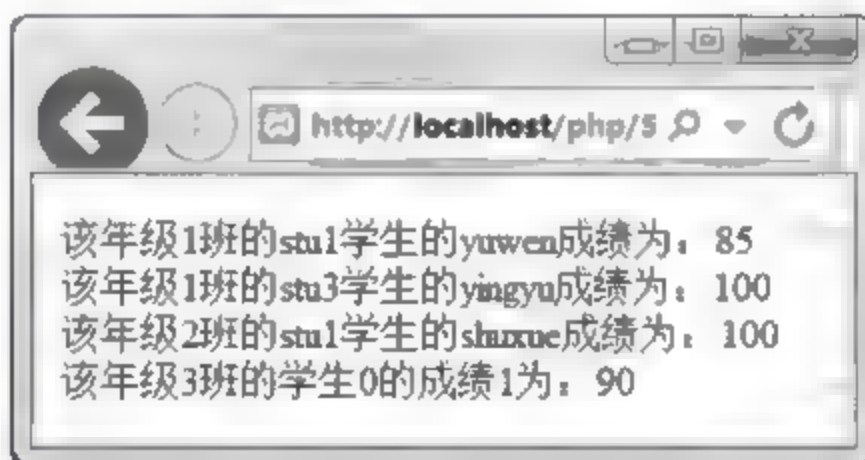 http://localhost/php/5
该年级1班的stu1学生的yuwen成绩为：85
该年级1班的stu3学生的yingyu成绩为：100
该年级2班的stu1学生的shuxue成绩为：100
该年级3班的学生0的成绩1为：90